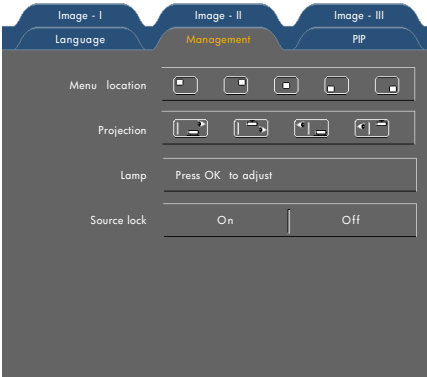 Image - I Image - II Image - III
Language Management PIP
Menu location
Projection
Lamp Press OK to adjust
Source lock On Off